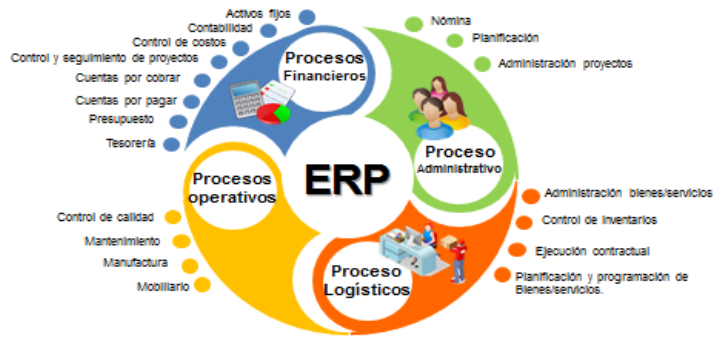 Activos fijos
Contabilidad
Control de costos
Control y seguimiento de proyectos
Cuentas por cobrar
Cuentas por pagar
Presupuesto
Tesorería
Procesos
Financieros
Nómina
Planificación
Administración proyectos
Proceso
Administrativo
ERP
Procesos
operativos
Control de calidad
Mantenimiento
Manufactura
Mobiliario
Proceso
Logísticos
Administración bienes/servicios
Control de Inventarios
Ejecución contractual
Planificación y programación de
Bienes/servicios.